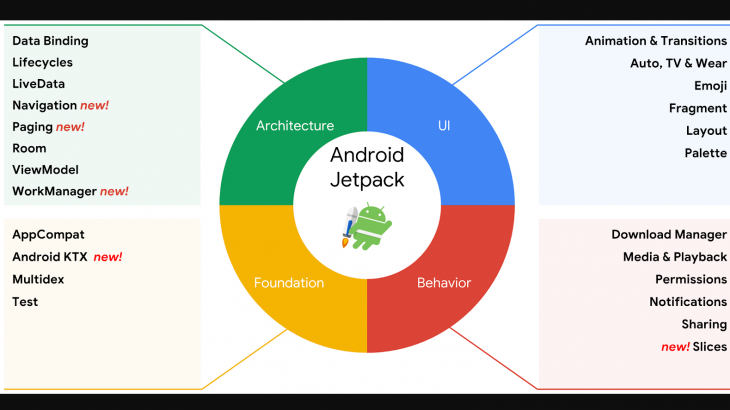 Data Binding
Lifecycles
LiveData
Navigation new!
Paging new!
Room
ViewModel
WorkManager new!
AppCompat
Android KTX new!
Multidex
Test
Architecture
UI
Android
Jetpack
Foundation
Behavior
Animation & Transitions
Auto, TV & Wear
Emoji
Fragment
Layout
Palette
Download Manager
Media & Playback
Permissions
Notifications
Sharing
new! Slices